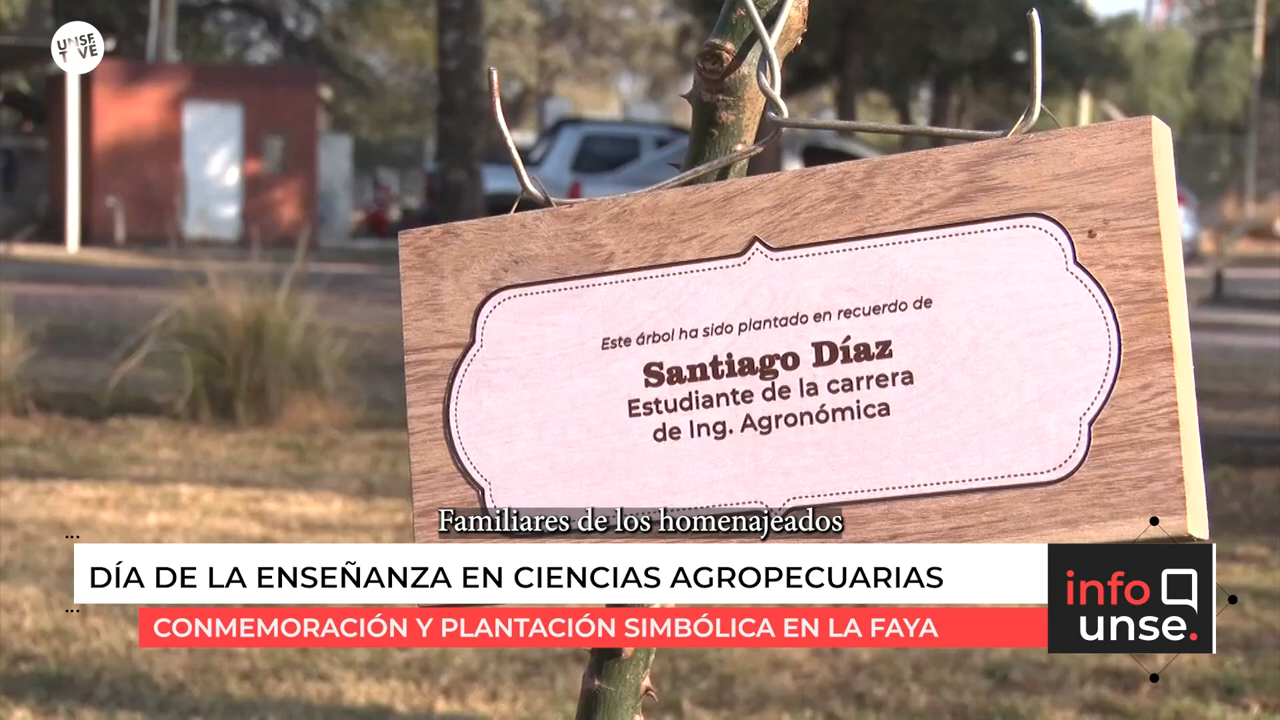 UNSE
TVE
Este árbol ha sido plantado en recuerdo de
Santiago Díaz
Estudiante de la carrera
de Ing. Agronómica
Familiares de los homenajeados
DÍA DE LA ENSEÑANZA EN CIENCIAS AGROPECUARIAS
CONMEMORACIÓN Y PLANTACIÓN SIMBÓLICA EN LA FAYA
info
unse.